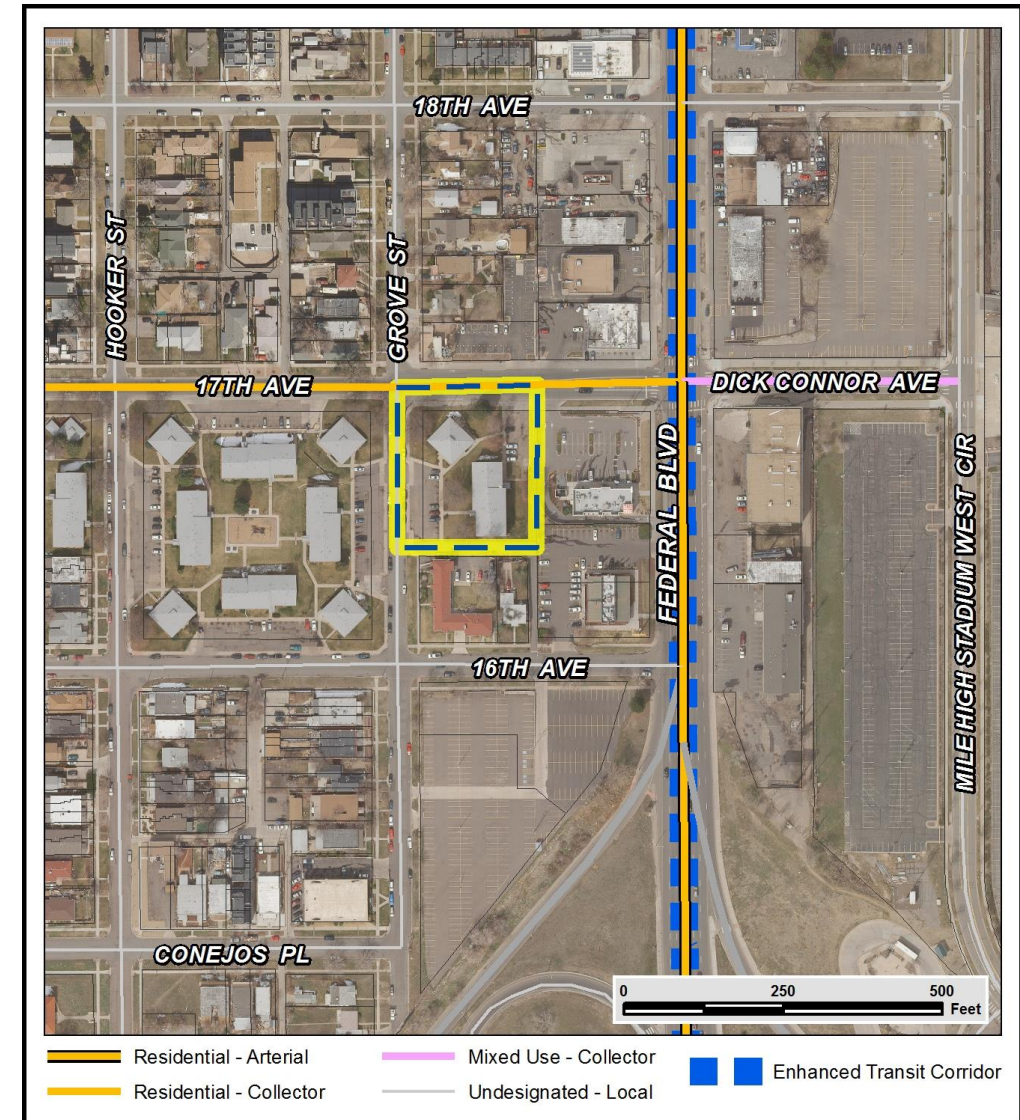 18TH AVE
HOOKER ST
GROVE ST
17TH AVE
DICK CONNOR AVE
FEDERAL BLVD
MILE HIGH STADIUM WEST CIR
16TH AVE
CONEJOS PL
0 250 500
Feet
Residential - Arterial
Mixed Use - Collector
Enhanced Transit Corridor
Residential - Collector
Undesignated - Local